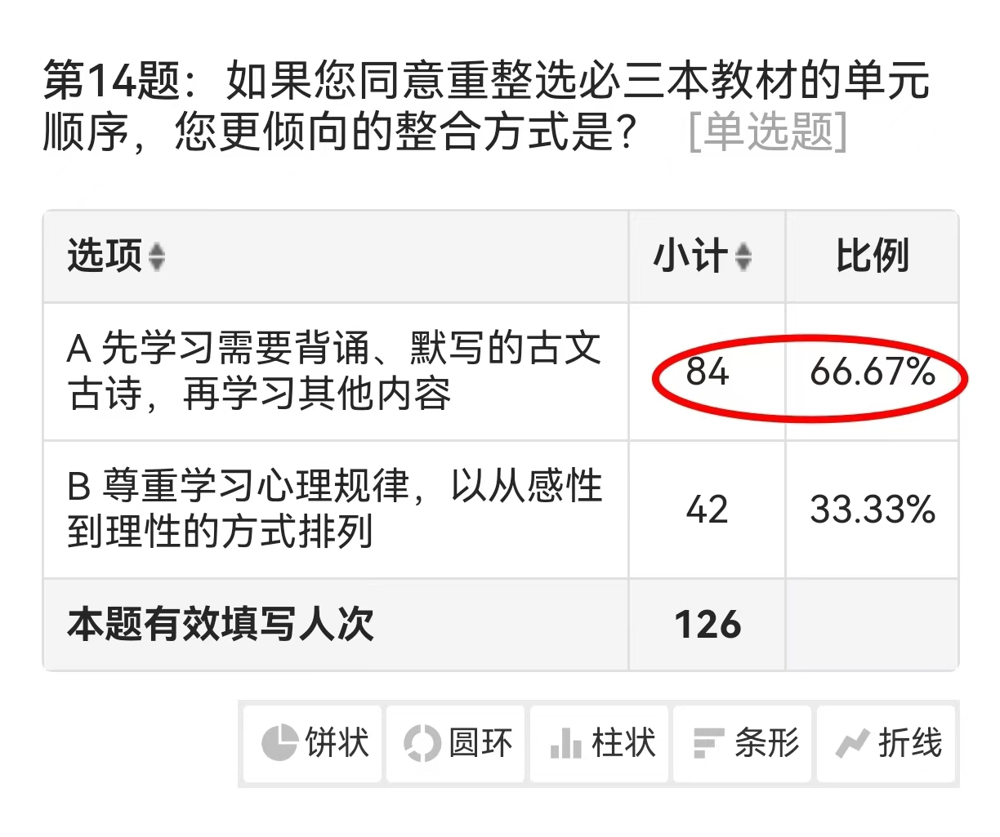 第14题：如果您同意重整选必三本教材的单元
顺序，您更倾向的整合方式是？ [单选题]
选项 小计 比例
A 先学习需要背诵、默写的古文
古诗，再学习其他内容 84 66.67%
B 尊重学习心理规律，以从感性
到理性的方式排列 42 33.33%
本题有效填写人次 126
饼状 圆环 柱状 条形 折线